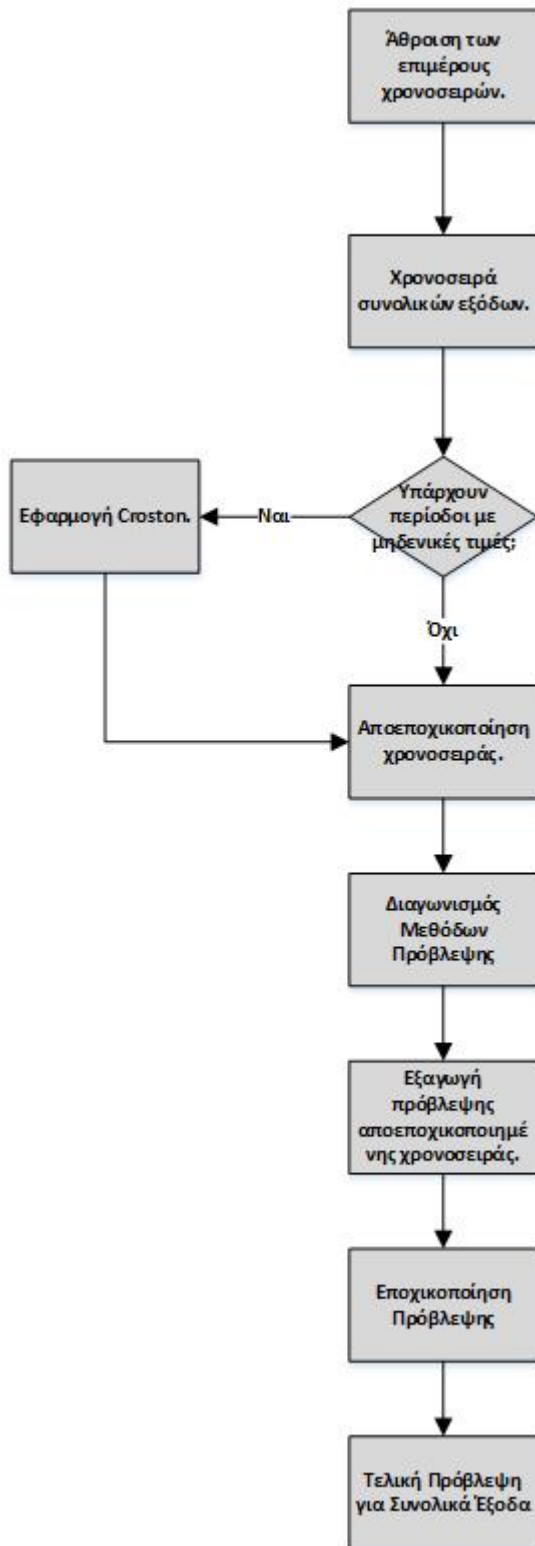 Άθροιση των
επιμέρους
χρονοσειρών.
Χρονοσειρά
συνολικών εξόδων.
Υπάρχουν
περίοδοι με
μηδενικές τιμές;
Ναι
Εφαρμογή Croston.
Όχι
Αποεποχικοποίηση
χρονοσειράς.
Διαγωνισμός
Μεθόδων
Πρόβλεψης
Εξαγωγή
πρόβλεψης
αποεποχικοποιημέ
νης χρονοσειράς.
Εποχικοποίηση
Πρόβλεψης
Τελική Πρόβλεψη
για Συνολικά Έξοδα